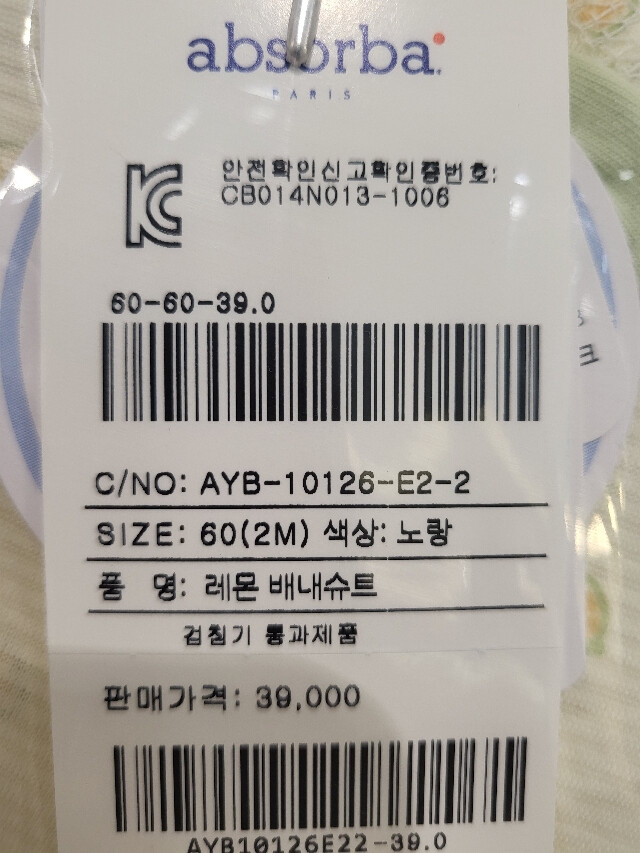 absorba
PARIS
안전확인신고확인증번호:
CB014N013-1006
60-60-39.0
C/NO: AYB-10126-E2-2
SIZE: 60(2M) 색상: 노랑
품 명: 레몬 배내슈트
검침기 통과제품
판매가격: 39,000
AYB10126E22-39.0
크